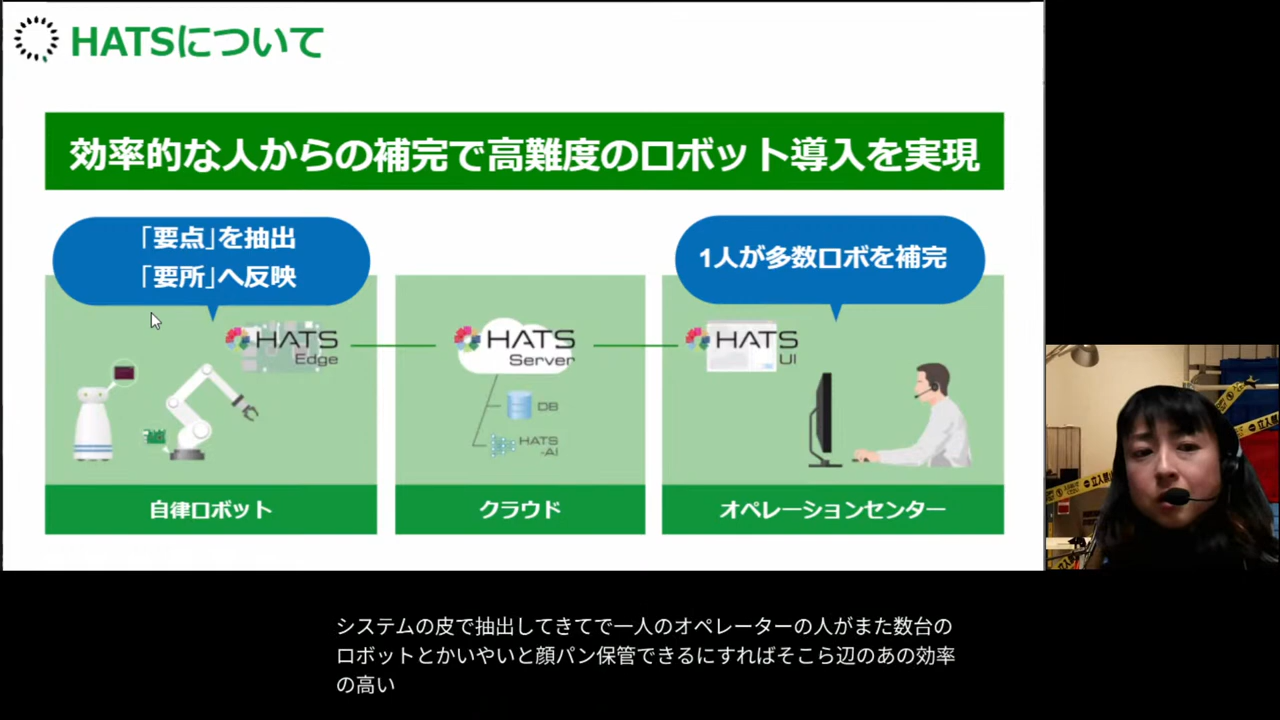 HATSについて
効率的な人からの補完で高難度のロボット導入を実現
「要点」を抽出
「要所」へ反映
1人が多数ロボを補完
HATS
Edge
HATS
Server
HATS
UI
DB
HATS
-AI
自律ロボット
クラウド
オペレーションセンター
システムの皮で抽出してきてで一人のオペレーターの人がまた数台の
ロボットとかいやいと顔パン保管できるにすればそこら辺のあの効率
の高い